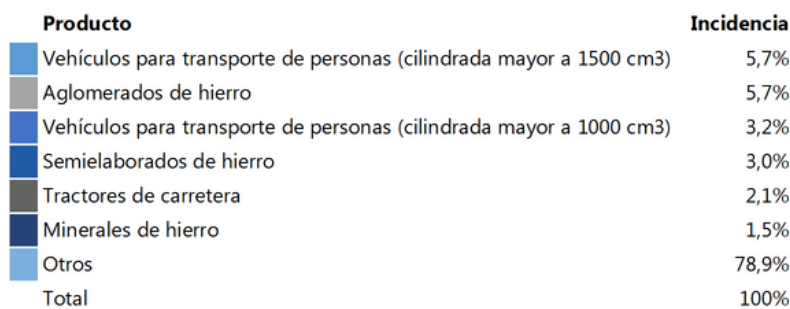 Producto Incidencia
Vehículos para transporte de personas (cilindrada mayor a 1500 cm3) 5,7%
Aglomerados de hierro 5,7%
Vehículos para transporte de personas (cilindrada mayor a 1000 cm3) 3,2%
Semielaborados de hierro 3,0%
Tractores de carretera 2,1%
Minerales de hierro 1,5%
Otros 78,9%
Total 100%